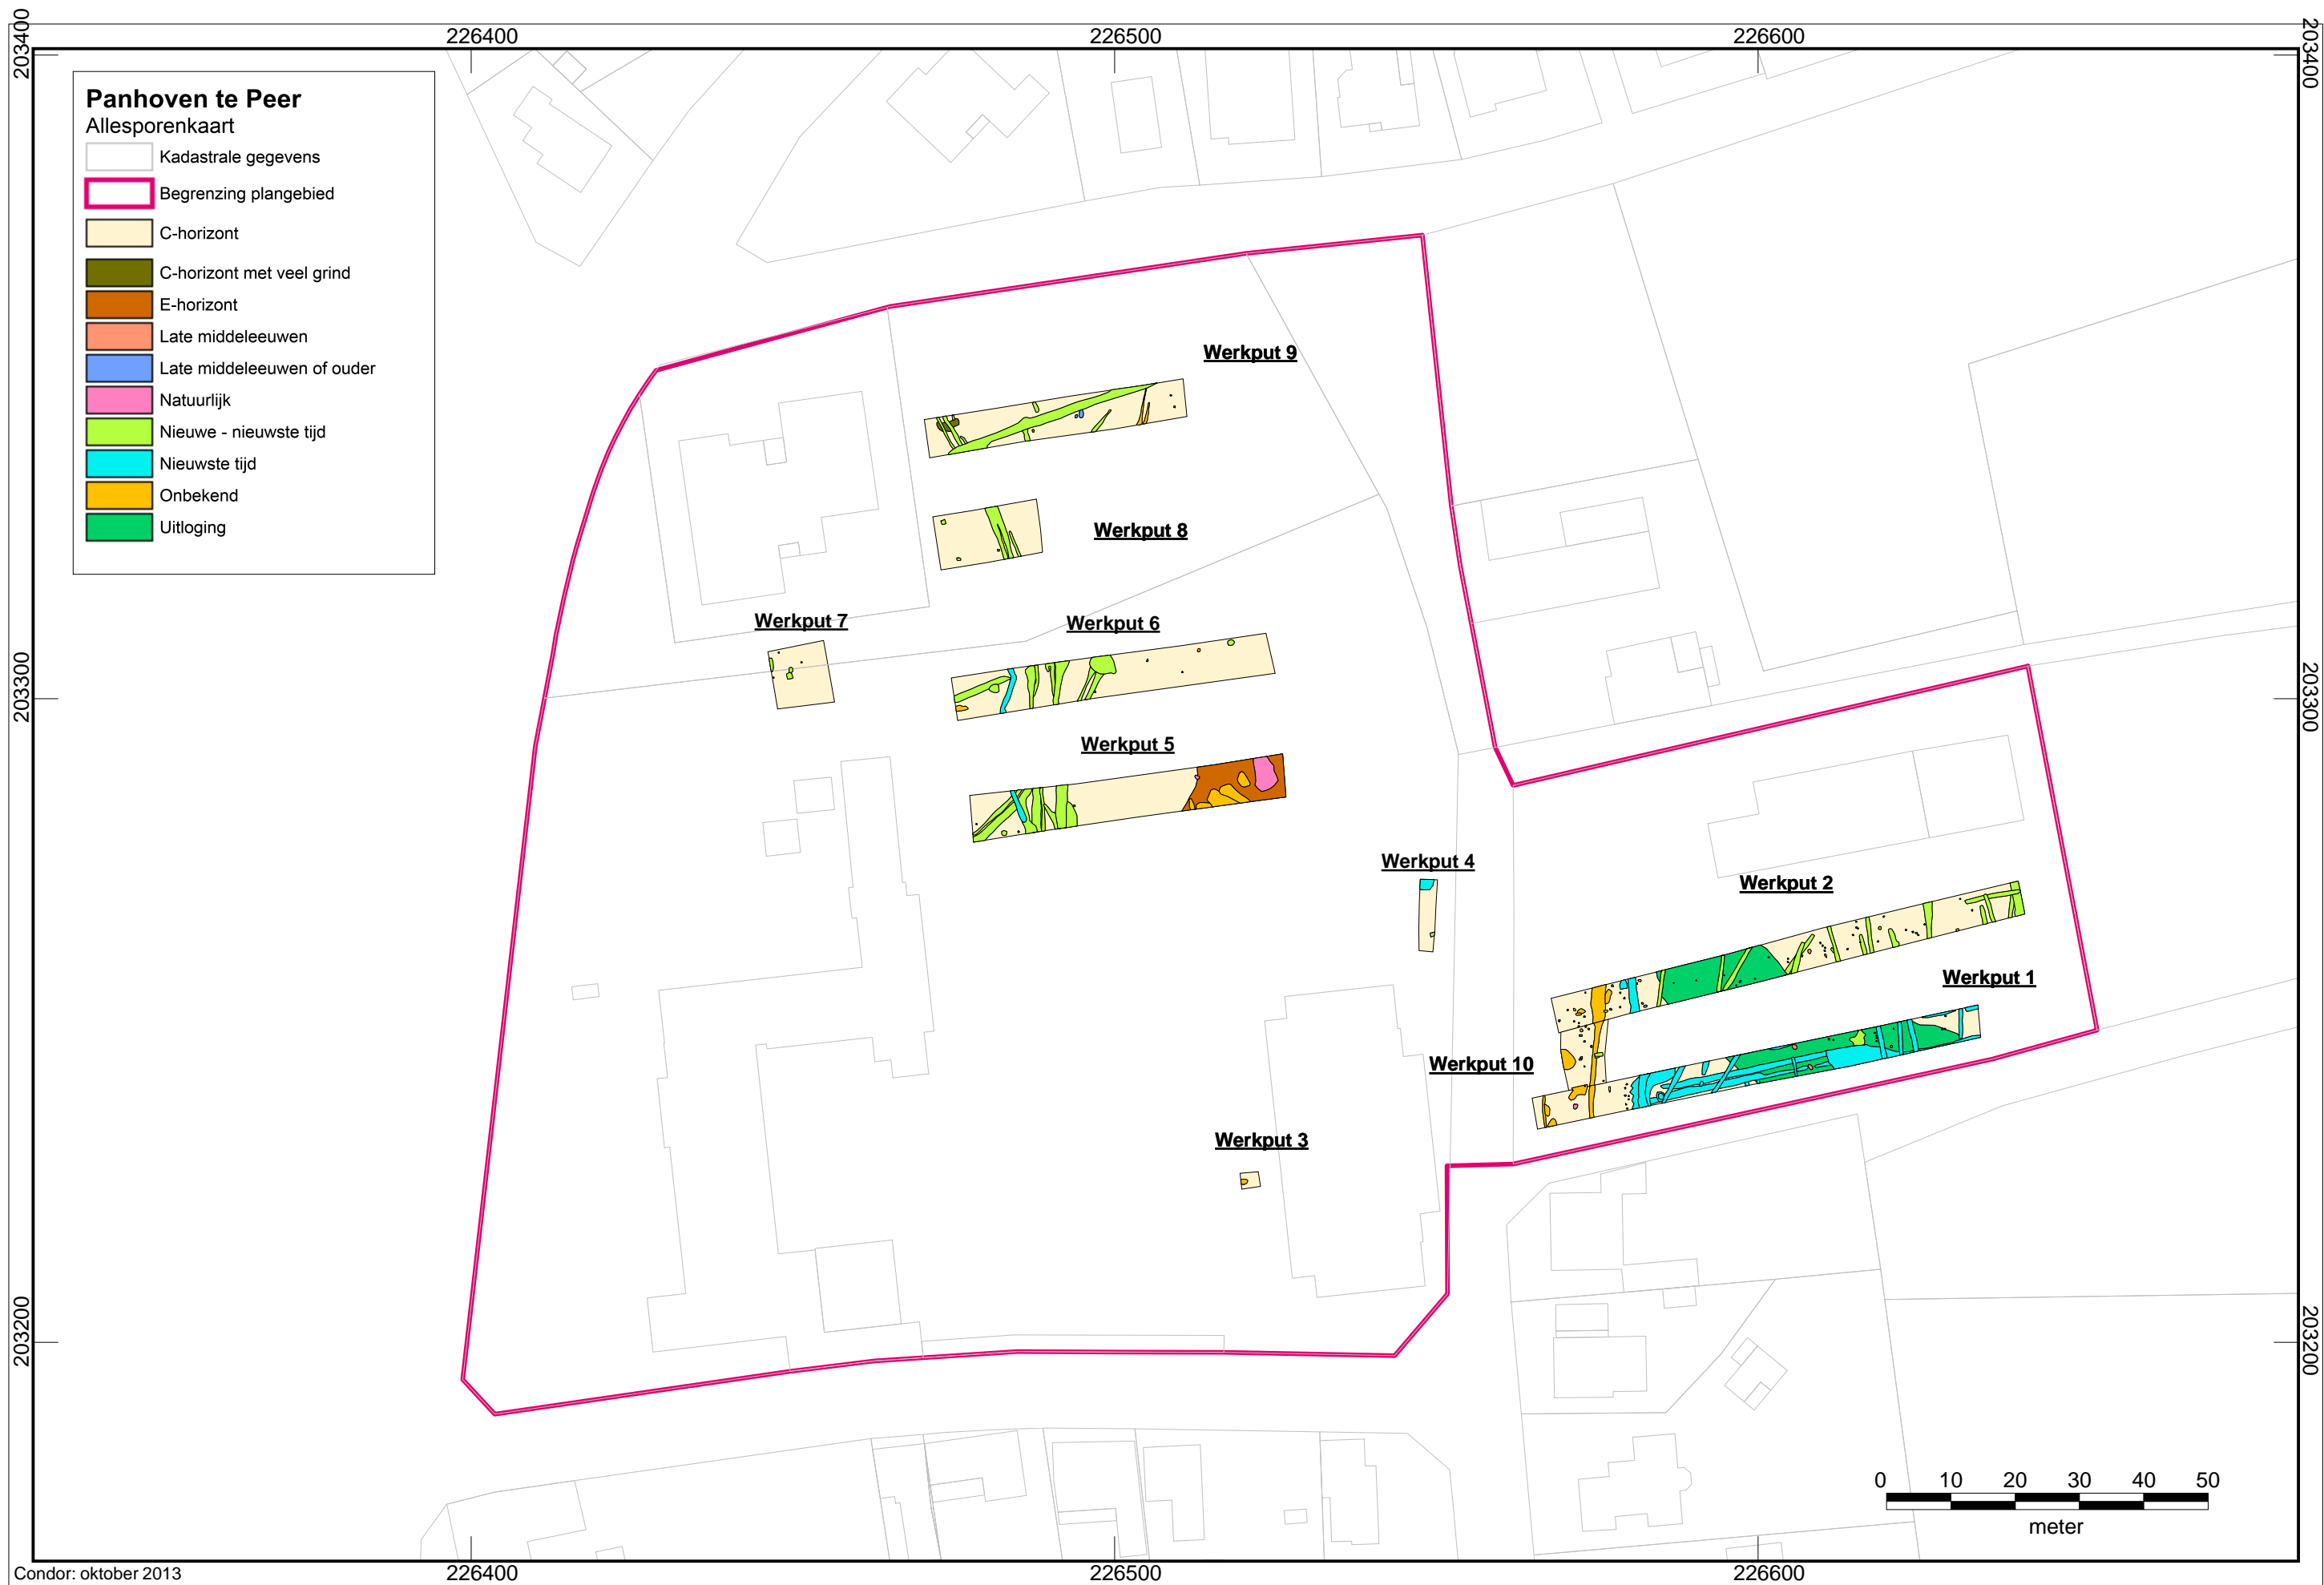 226400
226500
226600
203400
203400
Panhoven te Peer
Allesporenkaart
Kadastrale gegevens
Begrenzing plangebied
C-horizont
C-horizont met veel grind
E-horizont
Late middeleeuwen
Late middeleeuwen of ouder
Natuurlijk
Nieuwe - nieuwste tijd
Nieuwste tijd
Onbekend
Uitloging
Werkput 9
Werkput 8
Werkput 7
Werkput 6
203300
203300
Werkput 5
Werkput 4
Werkput 2
Werkput 1
Werkput 10
Werkput 3
203200
203200
0 10 20 30 40 50
meter
Condor: oktober 2013
226400
226500
226600